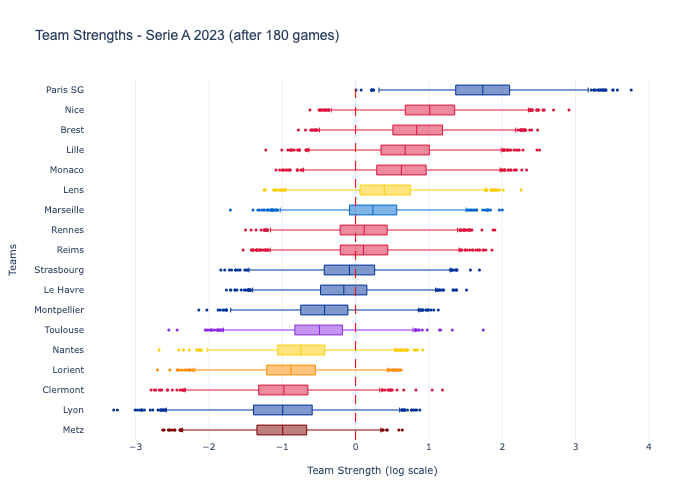 Team Strengths - Serie A 2023 (after 180 games)
Paris SG
Nice
Brest
Lille
Monaco
Lens
Marseille
Rennes
Reims
Strasbourg
Le Havre
Montpellier
Toulouse
Nantes
Lorient
Clermont
Lyon
Metz
Teams
−3 −2 −1 0 1 2 3 4
Team Strength (log scale)